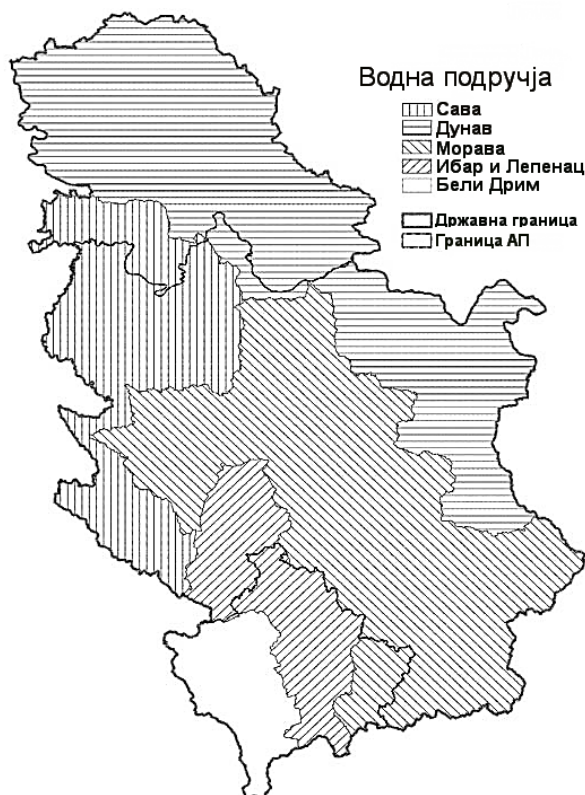 Водна подручја
Сава
Дунав
Морава
Ибар и Лепенац
Бели Дрим
Државна граница
Граница АП